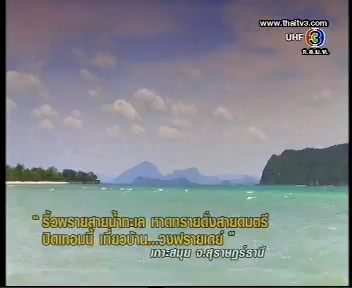 www.thaitv3.com
UHF 3
ก.ส.ม.ท.
" ริ้วพรายสายน้ำทะเล หาดทรายดั่งสายดนตรี
ปิดเทอมนี้ เที่ยวบ้าน...วงฟรายเดย์ "
เกาะสมุย จ.สุราษฎร์ธานี